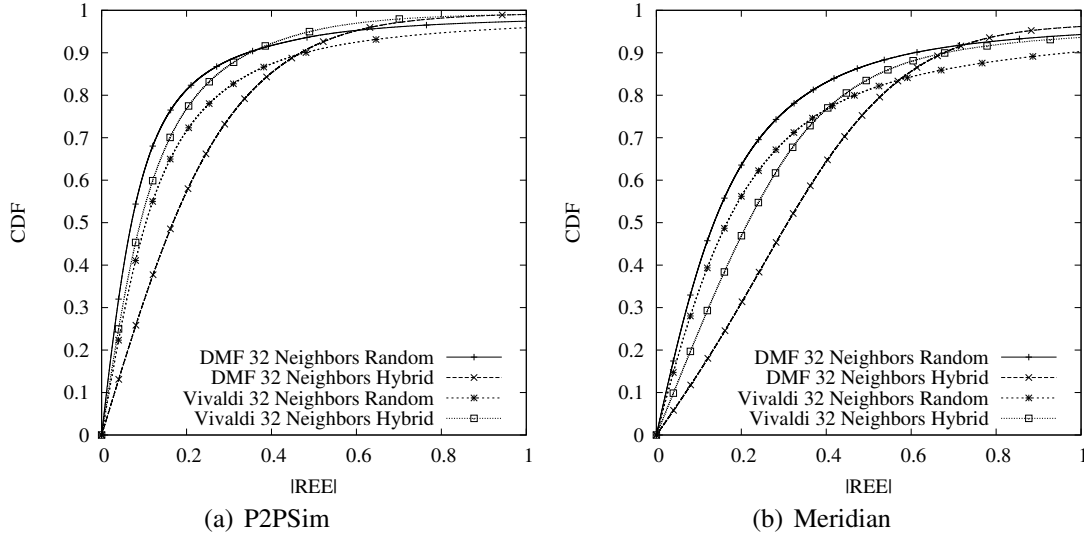 1
0.9
0.8
0.7
0.6
0.5
0.4
0.3
0.2
0.1
0
CDF
0 0.2 0.4 0.6 0.8 1
|REE|
DMF 32 Neighbors Random
DMF 32 Neighbors Hybrid
Vivaldi 32 Neighbors Random
Vivaldi 32 Neighbors Hybrid
(a) P2PSim
1
0.9
0.8
0.7
0.6
0.5
0.4
0.3
0.2
0.1
0
CDF
0 0.2 0.4 0.6 0.8 1
|REE|
DMF 32 Neighbors Random
DMF 32 Neighbors Hybrid
Vivaldi 32 Neighbors Random
Vivaldi 32 Neighbors Hybrid
(b) Meridian